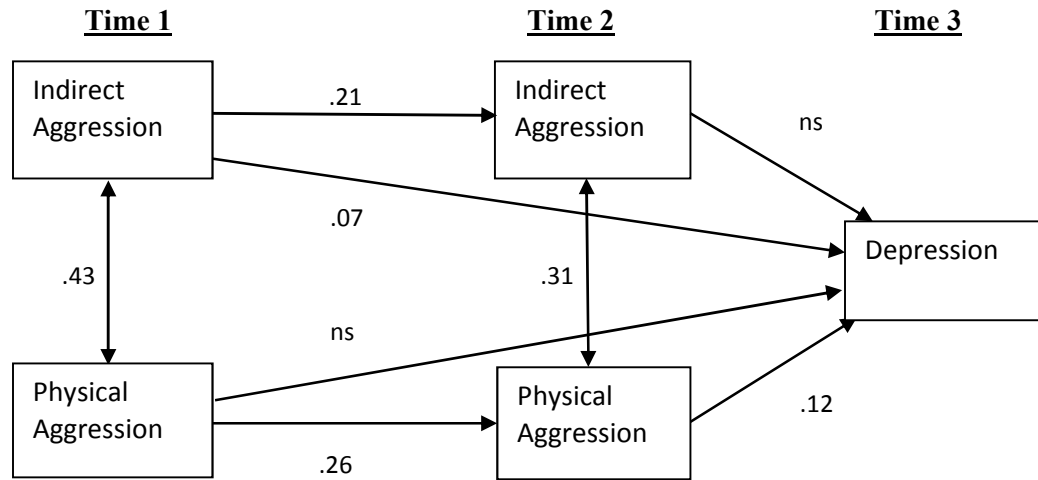 Time 1
Time 2
Time 3
Indirect
Aggression
.21
Indirect
Aggression
ns
.07
Depression
.43
.31
ns
Physical
Aggression
Physical
Aggression
.12
.26